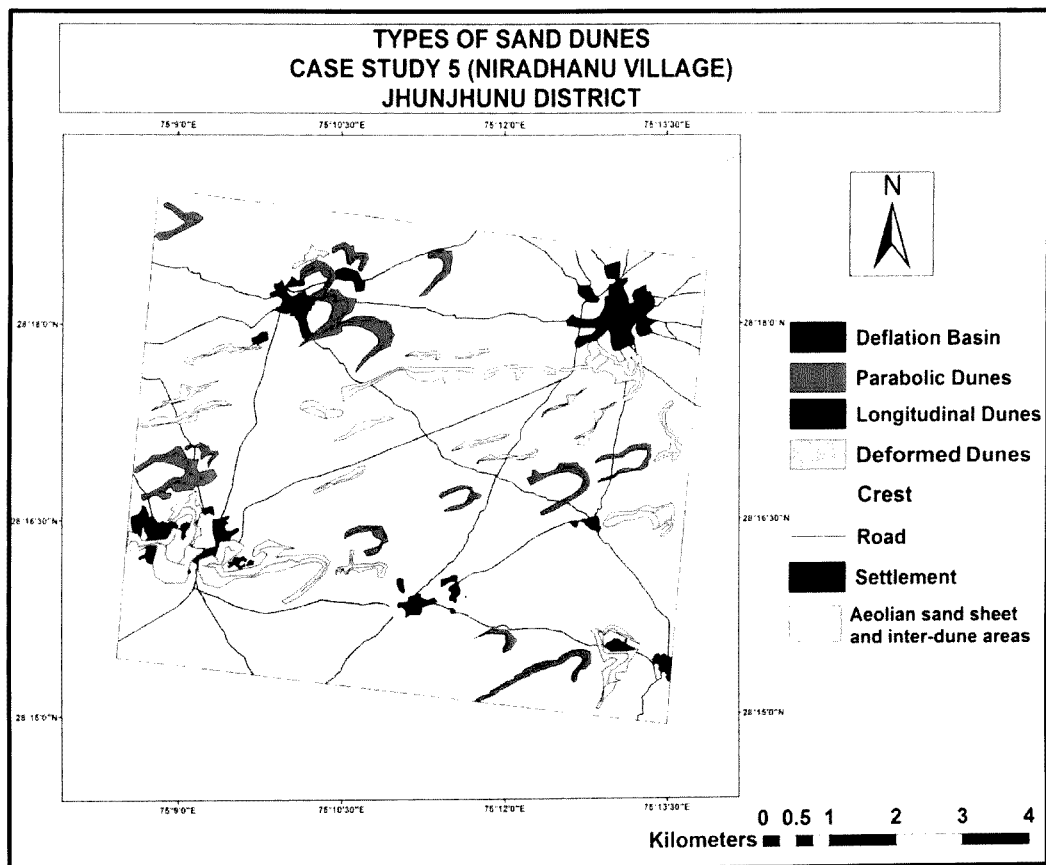 TYPES OF SAND DUNES
CASE STUDY 5 (NIRADHANU VILLAGE)
JHUNJHUNU DISTRICT
75°9'0"E 75°10'30"E 75°12'0"E 75°13'30"E
N
28°18'0"N 28°18'0"N
Deflation Basin
Parabolic Dunes
Longitudinal Dunes
Deformed Dunes
Crest
28°16'30"N 28°16'30"N
Road
Settlement
Aeolian sand sheet
and inter-dune areas
28°15'0"N 28°15'0"N
75°9'0"E 75°10'30"E 75°12'0"E 75°13'30"E
0 0.5 1 2 3 4
Kilometers